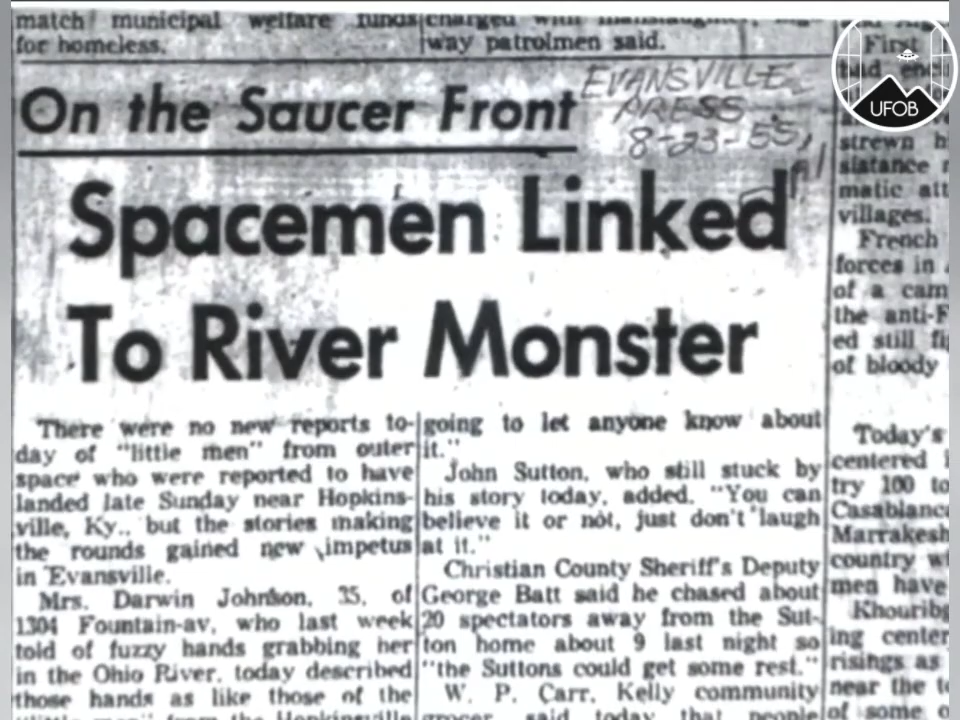 match municipal welfare funds
for homeless.
charged with
way patrolmen said.
On the Saucer Front
EVANSVILLE
PRESS
8-23-55
Spacemen Linked
To River Monster
There were no new reports to-
day of "little men" from outer
space who were reported to have
landed late Sunday near Hopkins-
ville, Ky., but the stories making
the rounds gained new impetus
in Evansville.
Mrs. Darwin Johnson, 35, of
1304 Fountain-av, who last week
told of fuzzy hands grabbing her
in the Ohio River, today described
those hands as like those of the
"little men" from the Hopkinsville
going to let anyone know about
it."
John Sutton, who still stuck by
his story today, added. "You can
believe it or not, just don't laugh
at it."
Christian County Sheriff's Deputy
George Batt said he chased about
20 spectators away from the Sut-
ton home about 9 last night so
"the Suttons could get some rest."
W. P. Carr, Kelly community
grocer, said today that people
UFOB
First
strewn
sistance
matic att
villages.
French
forces in
of a cam
the anti-F
ed still
of bloody
Today's
centered
try 100 to
Casablanc
Marrakesh
country
men have
Khouribg
ing center
risings as
near the
of some